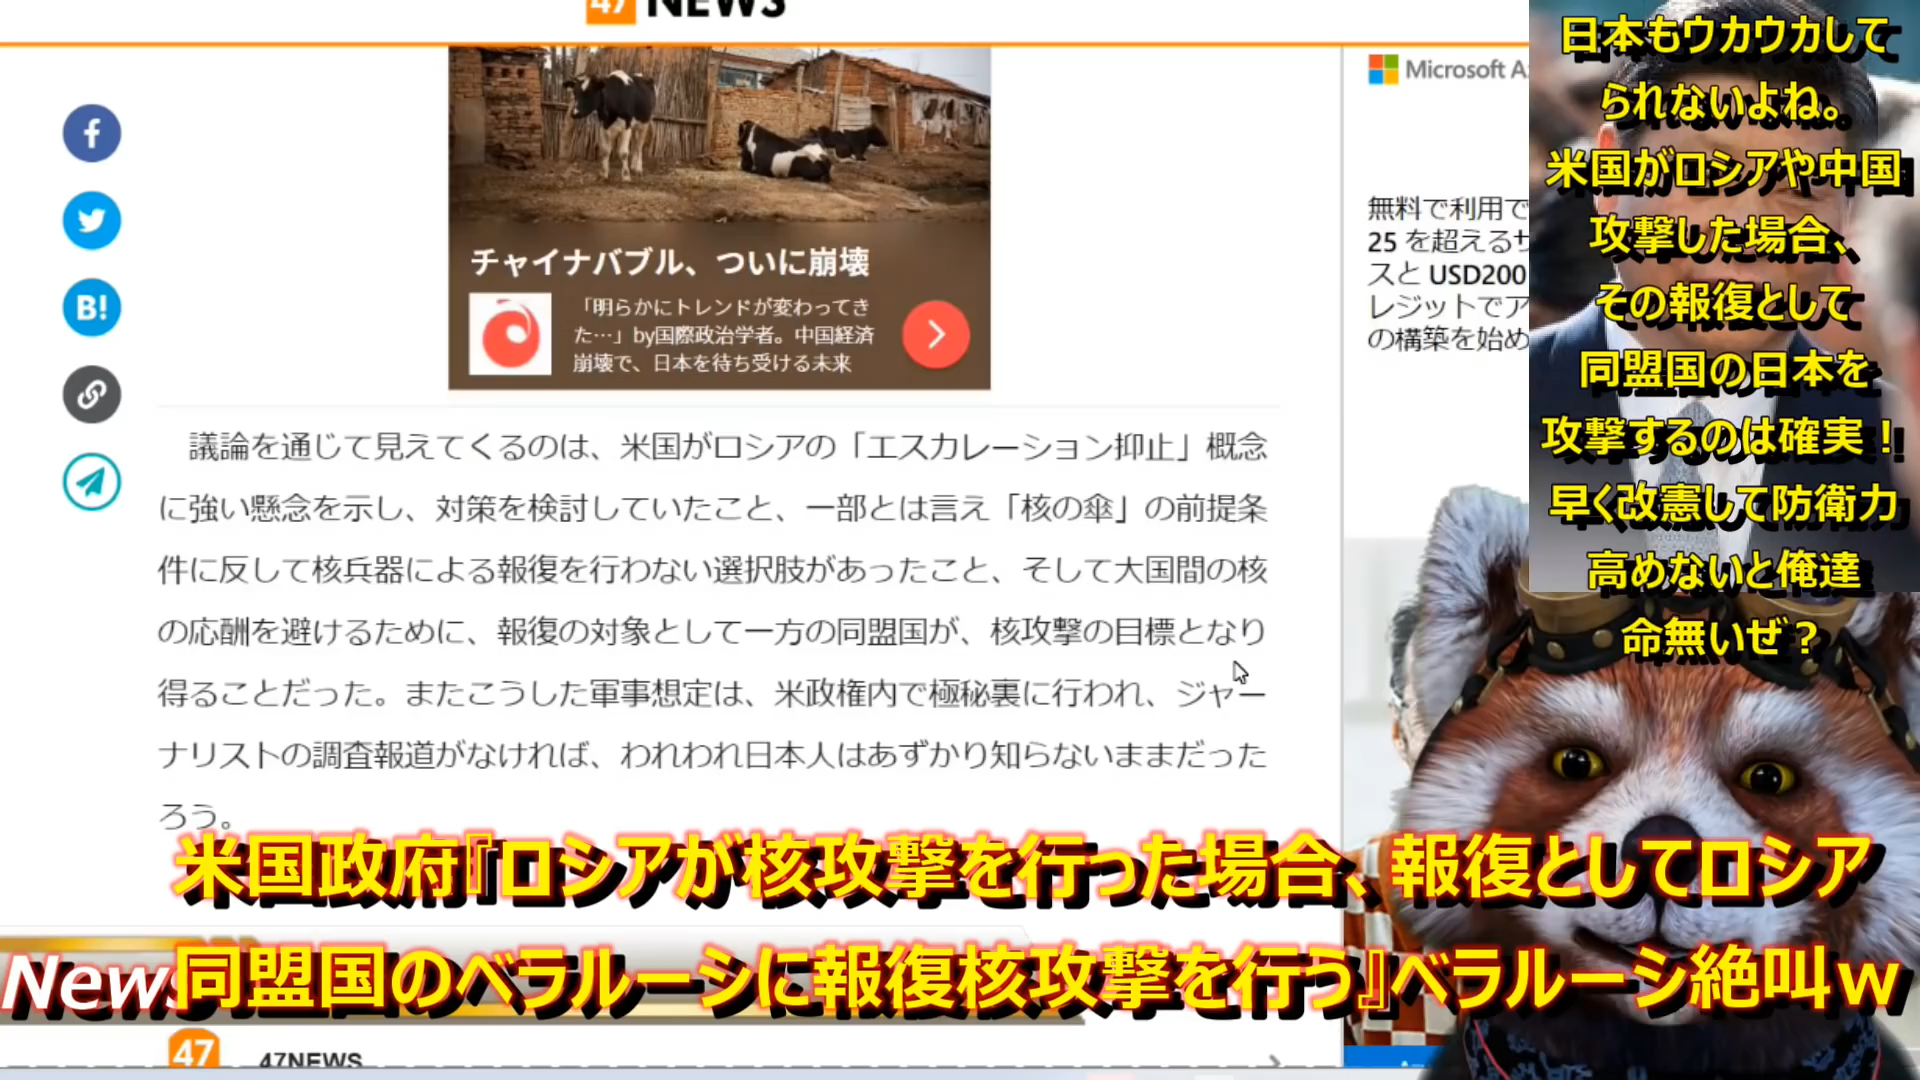 47 NEWS
チャイナバブル、ついに崩壊
「明らかにトレンドが変わってき
た…」by国際政治学者。中国経済
崩壊で、日本を待ち受ける未来
議論を通じて見えてくるのは、米国がロシアの「エスカレーション抑止」概念
に強い懸念を示し、対策を検討していたこと、一部とは言え「核の傘」の前提条
件に反して核兵器による報復を行わない選択肢があったこと、そして大国間の核
の応酬を避けるために、報復の対象として一方の同盟国が、核攻撃の目標となり
得ることだった。またこうした軍事想定は、米政権内で極秘裏に行われ、ジャー
ナリストの調査報道がなければ、われわれ日本人はあずかり知らないままだった
ろう。
B!
Microsoft A
無料で利用で
25 を超えるサ
スと USD200
レジットでア
の構築を始め
日本もウカウカして
られないよね。
米国がロシアや中国
攻撃した場合、
その報復として
同盟国の日本を
攻撃するのは確実！
早く改憲して防衛力
高めないと俺達
命無いぜ？
米国政府『ロシアが核攻撃を行った場合、報復としてロシア
同盟国のベラルーシに報復核攻撃を行う』ベラルーシ絶叫ｗ
News
47
47NEWS